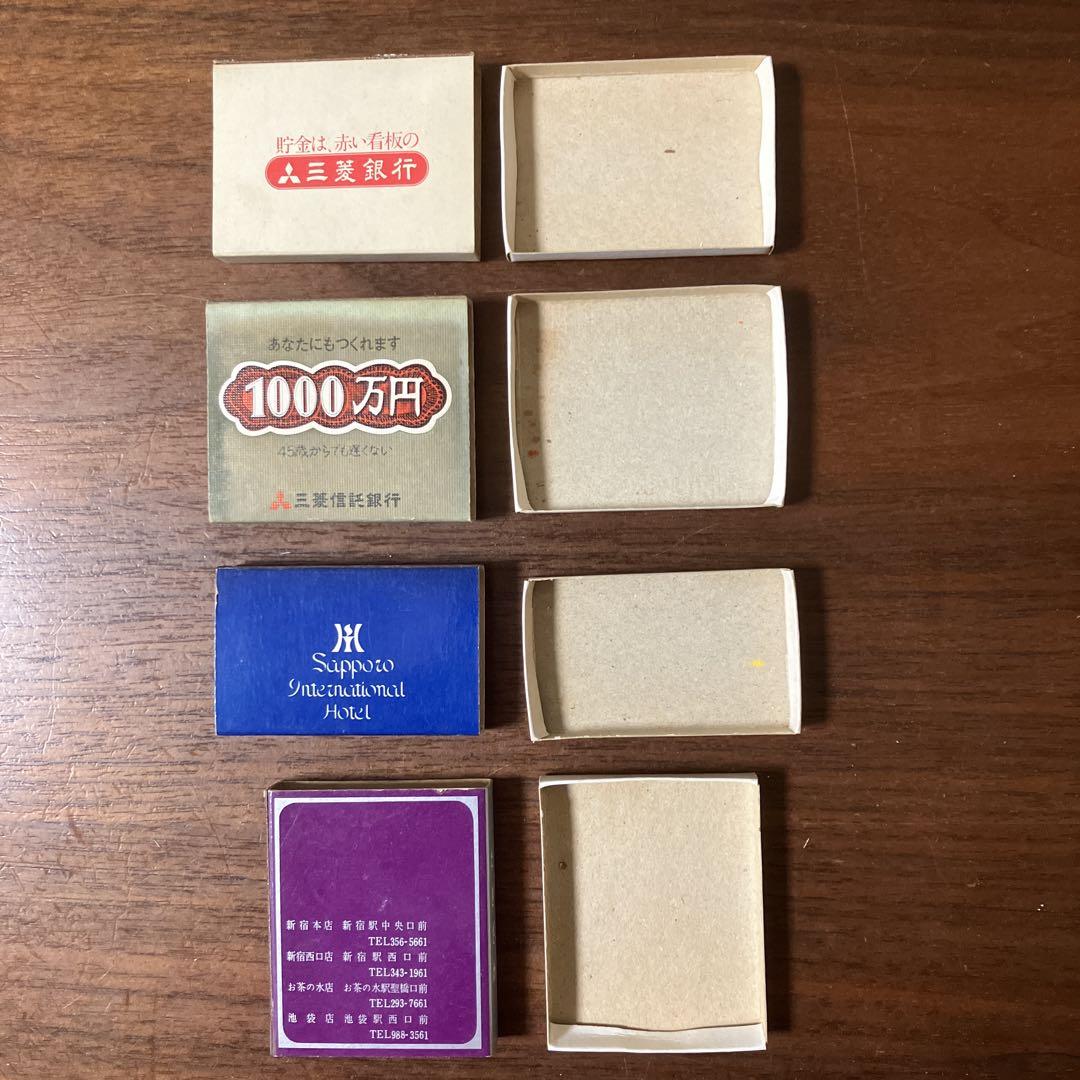 貯金は、赤い看板の
三菱銀行
あなたにもつくれます
1000万円
45歳からでも遅くない
三菱信託銀行
Sapporo
International
Hotel
新宿本店 新宿駅中央口前
TEL356-5661
新宿西口店 新宿駅西口前
TEL343-1961
お茶の水店 お茶の水駅聖橋口前
TEL293-7661
池袋店 池袋駅西口前
TEL988-3561